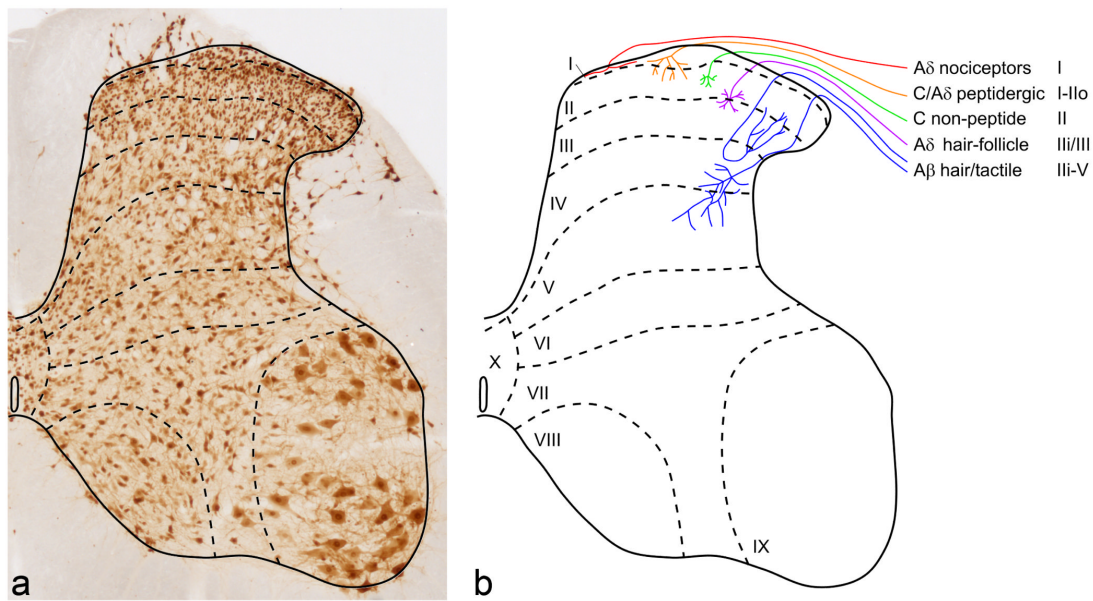 a
b
I
II
III
IV
V
VI
VII
VIII
IX
X
Aδ nociceptors I
C/Aδ peptidergic I-IIo
C non-peptide II
Aδ hair-follicle IIi/III
Aβ hair/tactile IIi-V